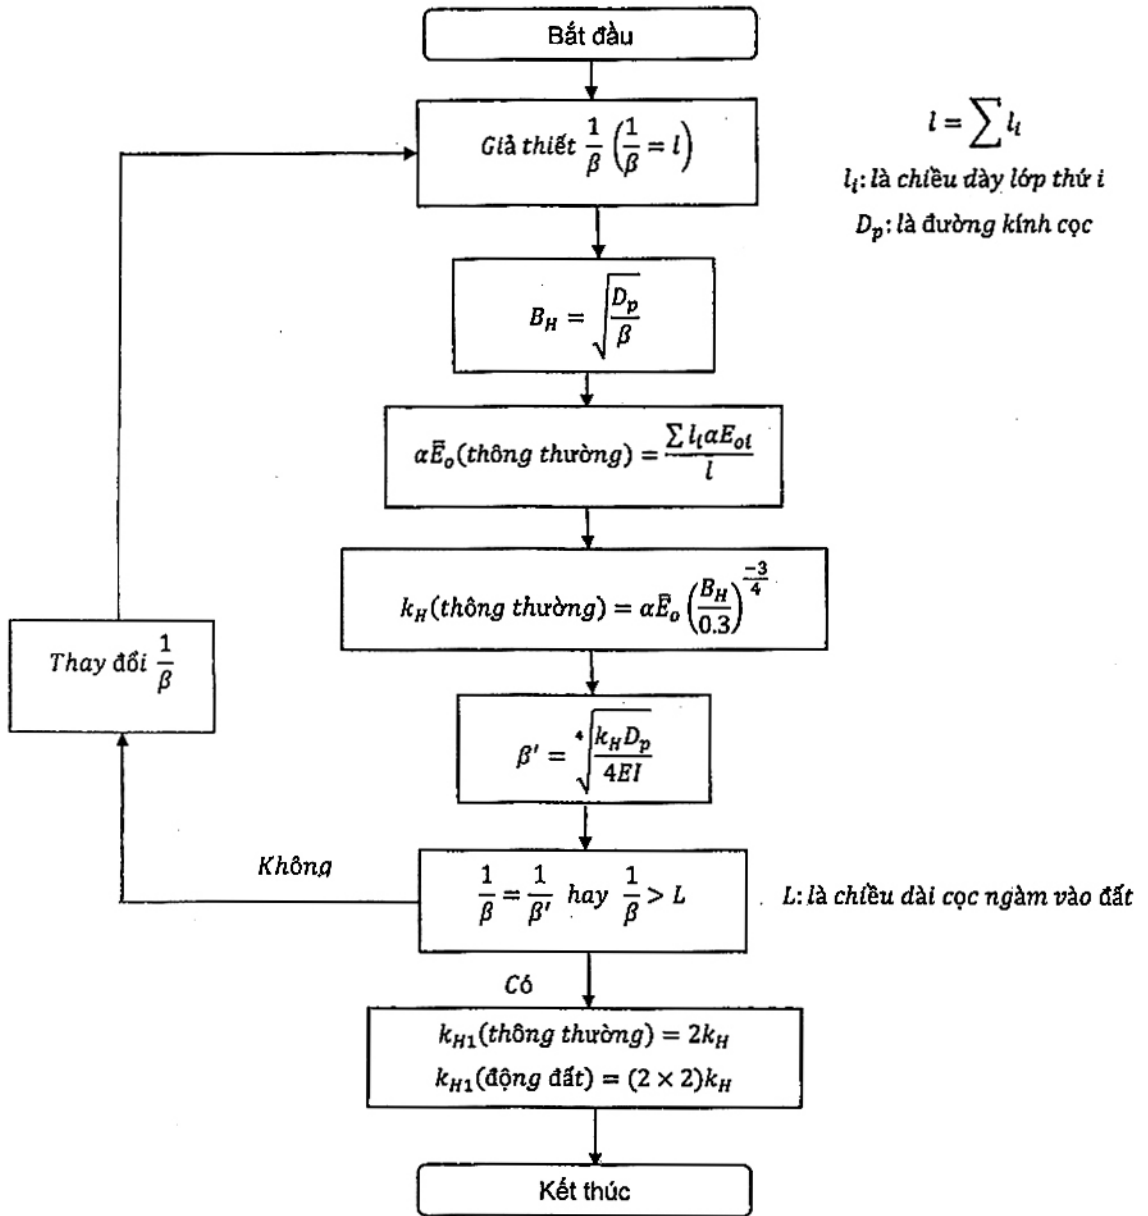 Bắt đầu
Giả thiết 1/β (1/β = l)
l = ∑ lᵢ
lᵢ: là chiều dày lớp thứ i
Dₚ: là đường kính cọc
B_H = √(Dₚ/β)
αE̅ₒ(thông thường) = ∑ lᵢαEₒᵢ / l
k_H(thông thường) = αE̅ₒ (B_H/0.3)^(-3/4)
Thay đổi 1/β
β' = ⁴√(k_H Dₚ/4EI)
Không
1/β = 1/β' hay 1/β > L
L: là chiều dài cọc ngàm vào đất
Có
k_H1(thông thường) = 2k_H
k_H1(động đất) = (2 × 2)k_H
Kết thúc